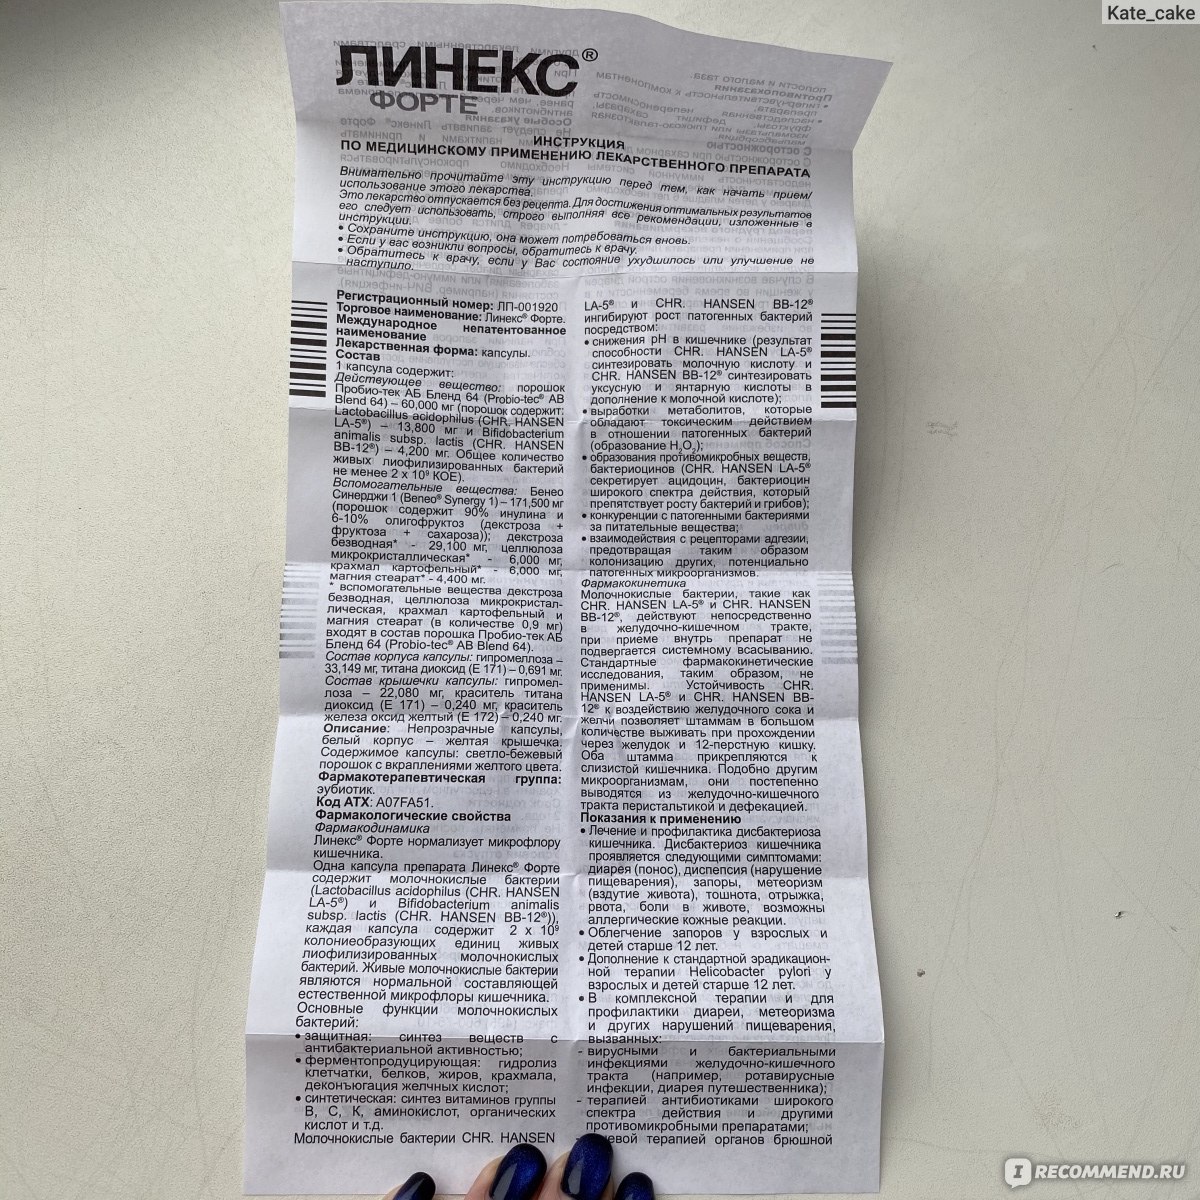 Kate_cake
ЛИНЕКС®
ФОРТЕ
ИНСТРУКЦИЯ
ПО МЕДИЦИНСКОМУ ПРИМЕНЕНИЮ ЛЕКАРСТВЕННОГО ПРЕПАРАТА
Внимательно прочитайте эту инструкцию перед тем, как начать прием/
использование этого лекарства.
Это лекарство отпускается без рецепта. Для достижения оптимальных результатов
его следует использовать, строго выполняя все рекомендации, изложенные в
инструкции.
• Сохраните инструкцию, она может потребоваться вновь.
• Если у вас возникли вопросы, обратитесь к врачу.
• Обратитесь к врачу, если у Вас состояние ухудшилось или улучшение не
наступило.
Регистрационный номер: ЛП-001920
Торговое наименование: Линекс® Форте.
Международное непатентованное
наименование
Лекарственная форма: капсулы.
Состав
1 капсула содержит:
Действующее вещество: порошок
Пробио-тек АБ Бленд 64 (Probio-tec® AB
Blend 64) – 60,000 мг (порошок содержит:
Lactobacillus acidophilus (CHR. HANSEN
LA-5®) – 13,800 мг и Bifidobacterium
animalis subsp. lactis (CHR. HANSEN
BB-12®) – 4,200 мг. Общее количество
живых лиофилизированных бактерий
не менее 2 x 10⁹ КОЕ).
Вспомогательные вещества: Бенео
Синерджи 1 (Beneo® Synergy 1) – 171,500 мг
(порошок содержит 90% инулина и
6-10% олигофруктоз (декстроза +
фруктоза + сахароза)); декстроза
безводная* - 29,100 мг, целлюлоза
микрокристаллическая* - 6,000 мг,
крахмал картофельный* - 6,000 мг,
магния стеарат* - 4,400 мг.
* вспомогательные вещества декстроза
безводная, целлюлоза микрокристал-
лическая, крахмал картофельный и
магния стеарат (в количестве 0,9 мг)
входят в состав порошка Пробио-тек АБ
Бленд 64 (Probio-tec® AB Blend 64).
Состав корпуса капсулы: гипромеллоза –
33,149 мг, титана диоксид (Е 171) – 0,691 мг.
Состав крышечки капсулы: гипромел-
лоза – 22,080 мг, краситель титана
диоксид (Е 171) – 0,240 мг, краситель
железа оксид желтый (Е 172) – 0,240 мг.
Описание: Непрозрачные капсулы,
белый корпус – желтая крышечка.
Содержимое капсулы: светло-бежевый
порошок с вкраплениями желтого цвета.
Фармакотерапевтическая группа:
эубиотик.
Код АТХ: A07FA51.
Фармакологические свойства
Фармакодинамика
Линекс® Форте нормализует микрофлору
кишечника.
Одна капсула препарата Линекс® Форте
содержит молочнокислые бактерии
(Lactobacillus acidophilus (CHR. HANSEN
LA-5®) и Bifidobacterium animalis
subsp. lactis (CHR. HANSEN BB-12®)),
каждая капсула содержит 2 x 10⁹
колониеобразующих единиц живых
лиофилизированных молочнокислых
бактерий. Живые молочнокислые бактерии
являются нормальной составляющей
естественной микрофлоры кишечника.
Основные функции молочнокислых
бактерий:
• защитная: синтез веществ с
антибактериальной активностью;
• ферментопродуцирующая: гидролиз
клетчатки, белков, жиров, крахмала,
деконъюгация желчных кислот;
• синтетическая: синтез витаминов группы
В, С, К, аминокислот, органических
кислот и т.д.
Молочнокислые бактерии CHR. HANSEN
LA-5® и CHR. HANSEN BB-12®
ингибируют рост патогенных бактерий
посредством:
• снижения pH в кишечнике (результат
способности CHR. HANSEN LA-5®
синтезировать молочную кислоту и
CHR. HANSEN BB-12® синтезировать
уксусную и янтарную кислоты в
дополнение к молочной кислоте);
• выработки метаболитов, которые
обладают токсическим действием
в отношении патогенных бактерий
(образование H₂O₂);
• образования противомикробных веществ,
бактериоцинов (CHR. HANSEN LA-5®
секретирует ацидоцин, бактериоцин
широкого спектра действия, который
препятствует росту бактерий и грибов);
• конкуренции с патогенными бактериями
за питательные вещества;
• взаимодействия с рецепторами адгезии,
предотвращая таким образом
колонизацию других, потенциально
патогенных микроорганизмов.
Фармакокинетика
Молочнокислые бактерии, такие как
CHR. HANSEN LA-5® и CHR. HANSEN
BB-12®, действуют непосредственно
в желудочно-кишечном тракте,
при приеме внутрь препарат не
подвергается системному всасыванию.
Стандартные фармакокинетические
исследования, таким образом, не
применимы. Устойчивость CHR.
HANSEN LA-5® и CHR. HANSEN BB-
12® к воздействию желудочного сока и
желчи позволяет штаммам в большом
количестве выживать при прохождении
через желудок и 12-перстную кишку.
Оба штамма прикрепляются к
слизистой кишечника. Подобно другим
микроорганизмам, они постепенно
выводятся из желудочно-кишечного
тракта перистальтикой и дефекацией.
Показания к применению
• Лечение и профилактика дисбактериоза
кишечника. Дисбактериоз кишечника
проявляется следующими симптомами:
диарея (понос), диспепсия (нарушение
пищеварения), запоры, метеоризм
(вздутие живота), тошнота, отрыжка,
рвота, боли в животе, возможны
аллергические кожные реакции.
• Облегчение запоров у взрослых и
детей старше 12 лет.
• Дополнение к стандартной эрадикацион-
ной терапии Helicobacter pylori у
взрослых и детей старше 12 лет.
• В комплексной терапии и для
профилактики диареи, метеоризма
и других нарушений пищеварения,
вызванных:
- вирусными и бактериальными
инфекциями желудочно-кишечного
тракта (например, ротавирусные
инфекции, диарея путешественника);
- терапией антибиотиками широкого
спектра действия и другими
противомикробными препаратами;
терапией органов брюшной
IRECOMMEND.RU